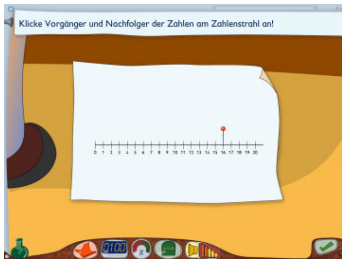 Klicke Vorgänger und Nachfolger der Zahlen am Zahlenstrahl an!
0 1 2 3 4 5 6 7 8 9 10 11 12 13 14 15 16 17 18 19 20